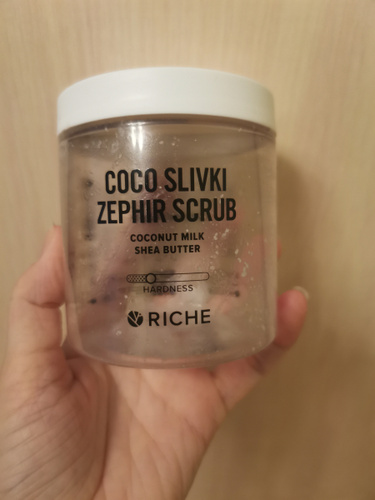 COCO SLIVKI
ZEPHIR SCRUB
COCONUT MILK
SHEA BUTTER
HARDNESS
RICHE